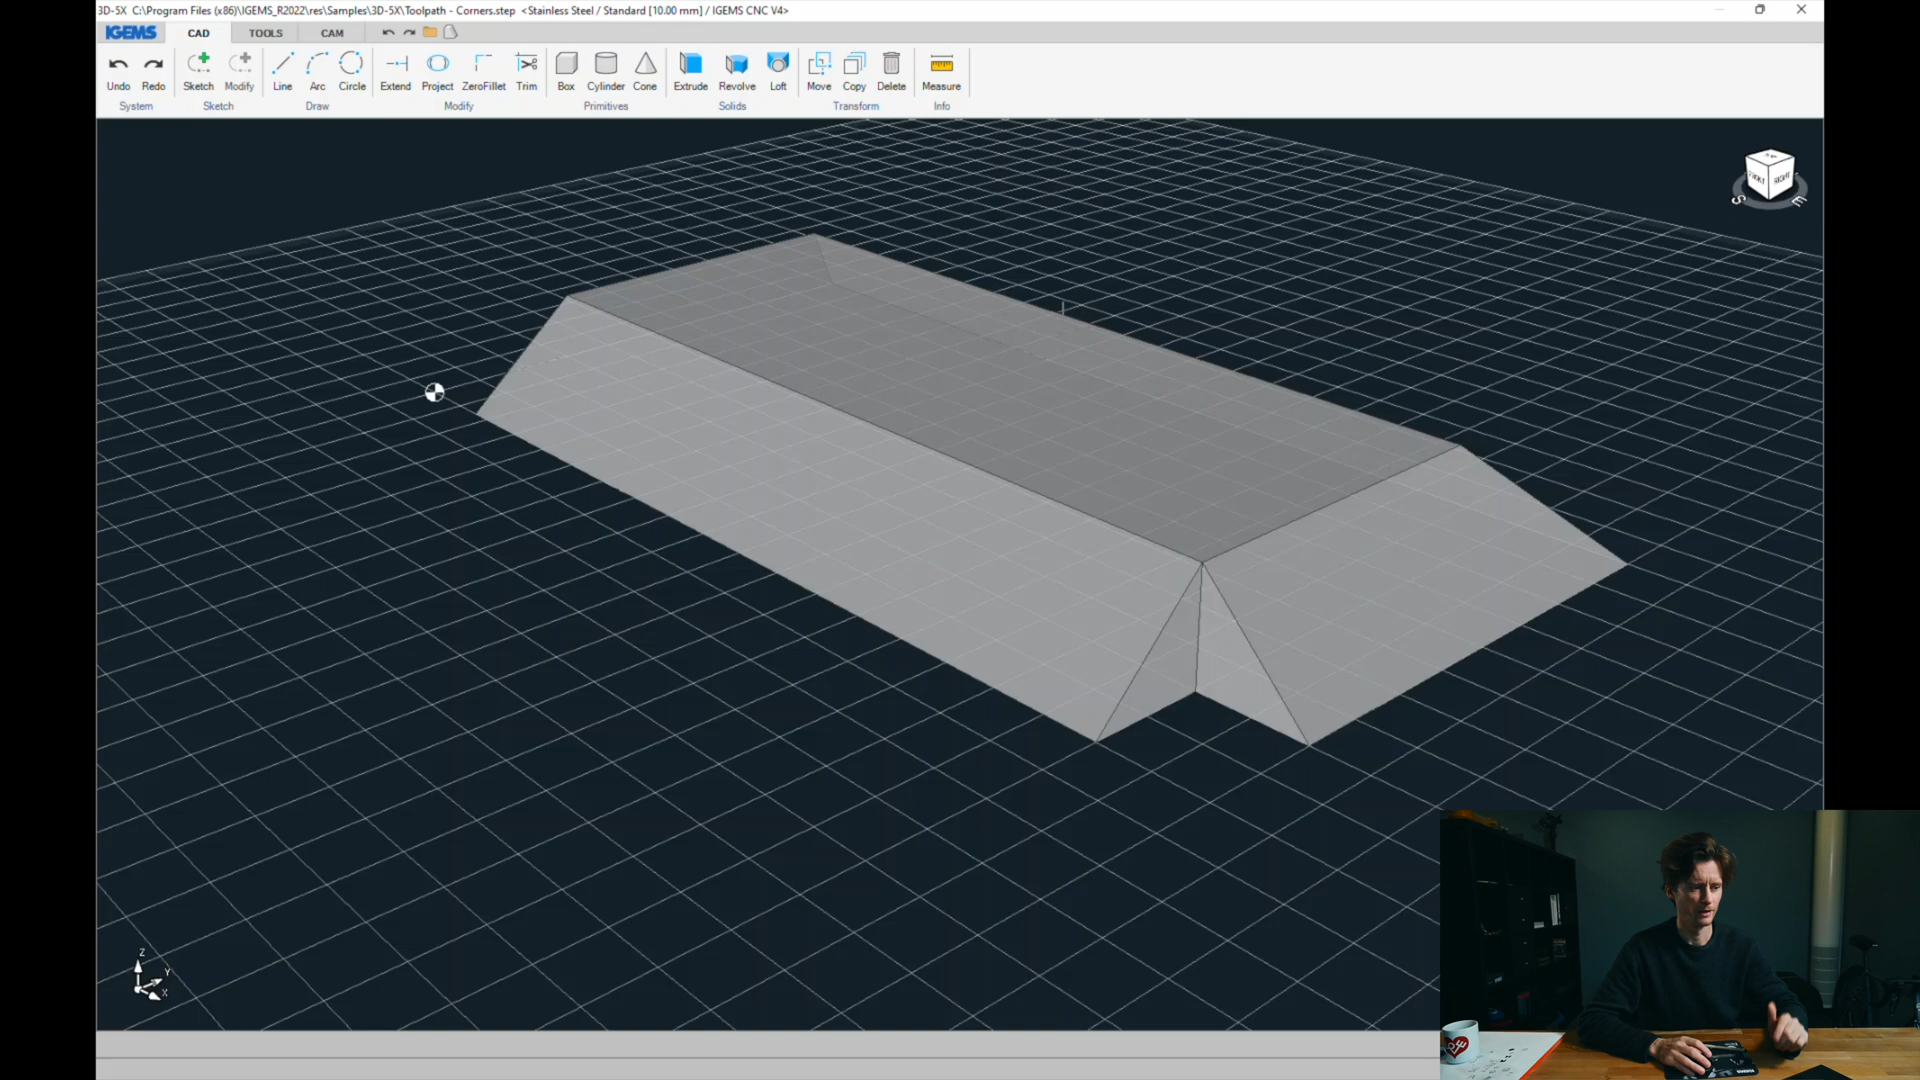 3D-5X C:\Program Files (x86)\IGEMS_R2022\res\Samples\3D-5X\Toolpath - Corners.step <Stainless Steel / Standard [10.00 mm] / IGEMS CNC V4>
IGEMS CAD TOOLS CAM
Undo Redo Sketch Modify Line Arc Circle Extend Project ZeroFillet Trim Box Cylinder Cone Extrude Revolve Loft Move Copy Delete Measure
System Sketch Draw Modify Primitives Solids Transform Info
FRONT RIGHT
S E
Z
Y
X